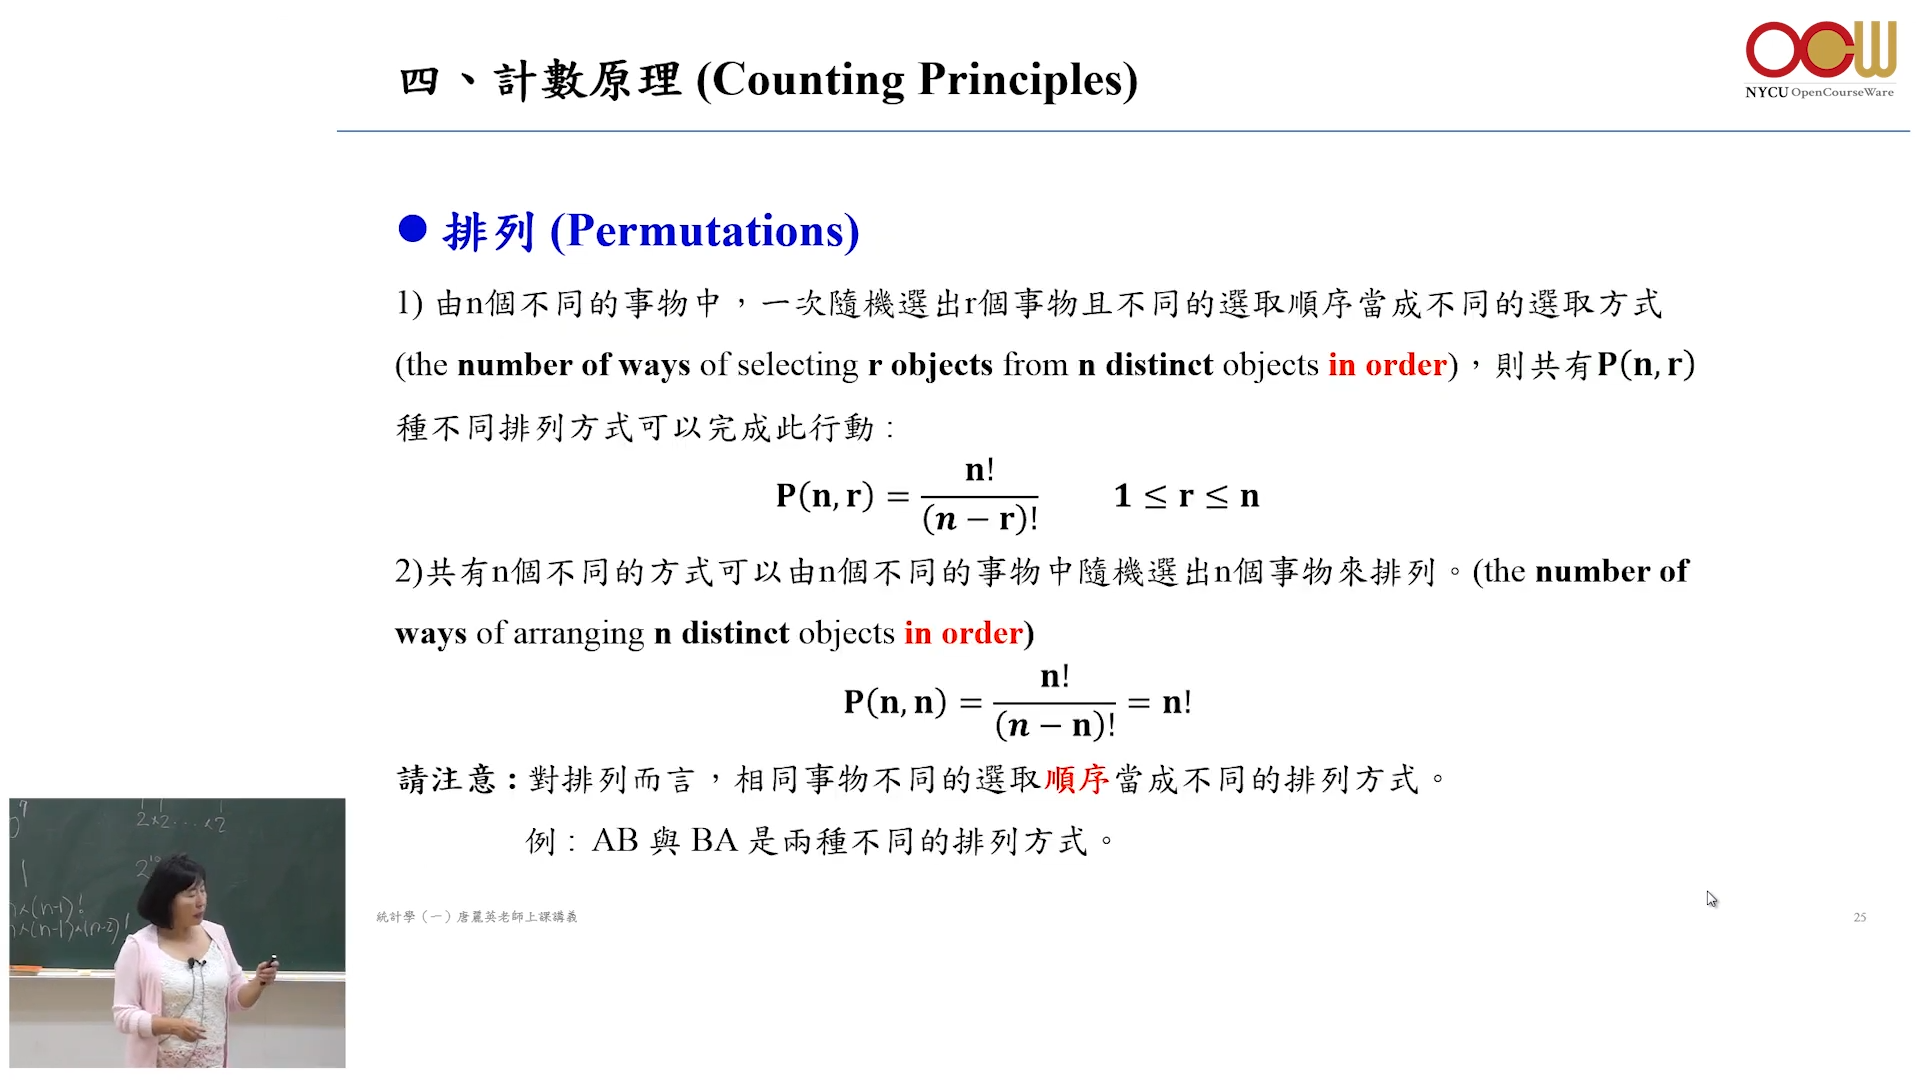 四、計數原理 (Counting Principles)
OCW
NYCU OpenCourseWare
● 排列 (Permutations)
1) 由n個不同的事物中，一次隨機選出r個事物且不同的選取順序當成不同的選取方式
(the number of ways of selecting r objects from n distinct objects in order)，則共有P(n, r)
種不同排列方式可以完成此行動 :
P(n, r) = n! / (n − r)!    1 ≤ r ≤ n
2)共有n個不同的方式可以由n個不同的事物中隨機選出n個事物來排列。(the number of
ways of arranging n distinct objects in order)
P(n, n) = n! / (n − n)! = n!
請注意 : 對排列而言，相同事物不同的選取順序當成不同的排列方式。
例 : AB 與 BA 是兩種不同的排列方式。
2×2...×2
(n-1)!
×(n-1)×(n-2)!
統計學（一）唐麗英老師上課講義
25